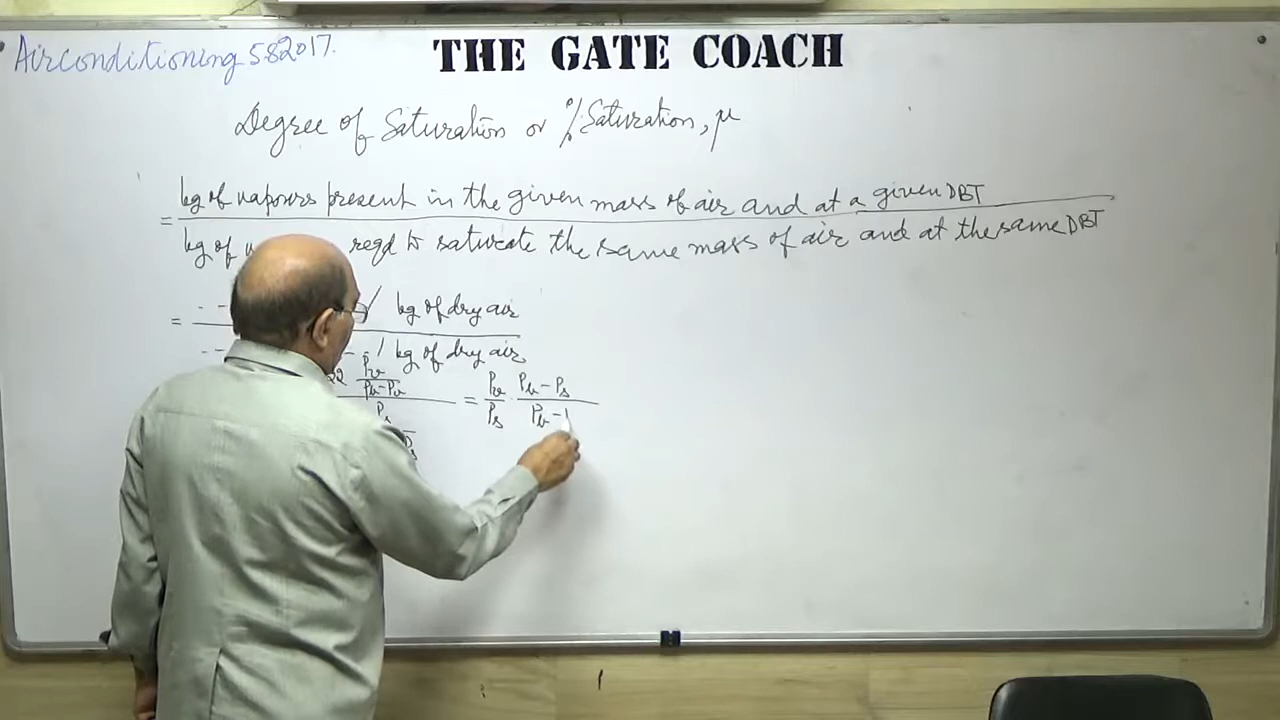 Airconditioning 582017.
THE GATE COACH
Degree of Saturation or % Saturation, μ
= kg of vapours present in the given mass of air and at a given DBT
kg of reqd to saturate the same mass of air and at the same DBT
= / kg of dry air
/ kg of dry air
22 Pv / Pb-Pv = Pv/Ps . Pb-Ps
Ps Pb-